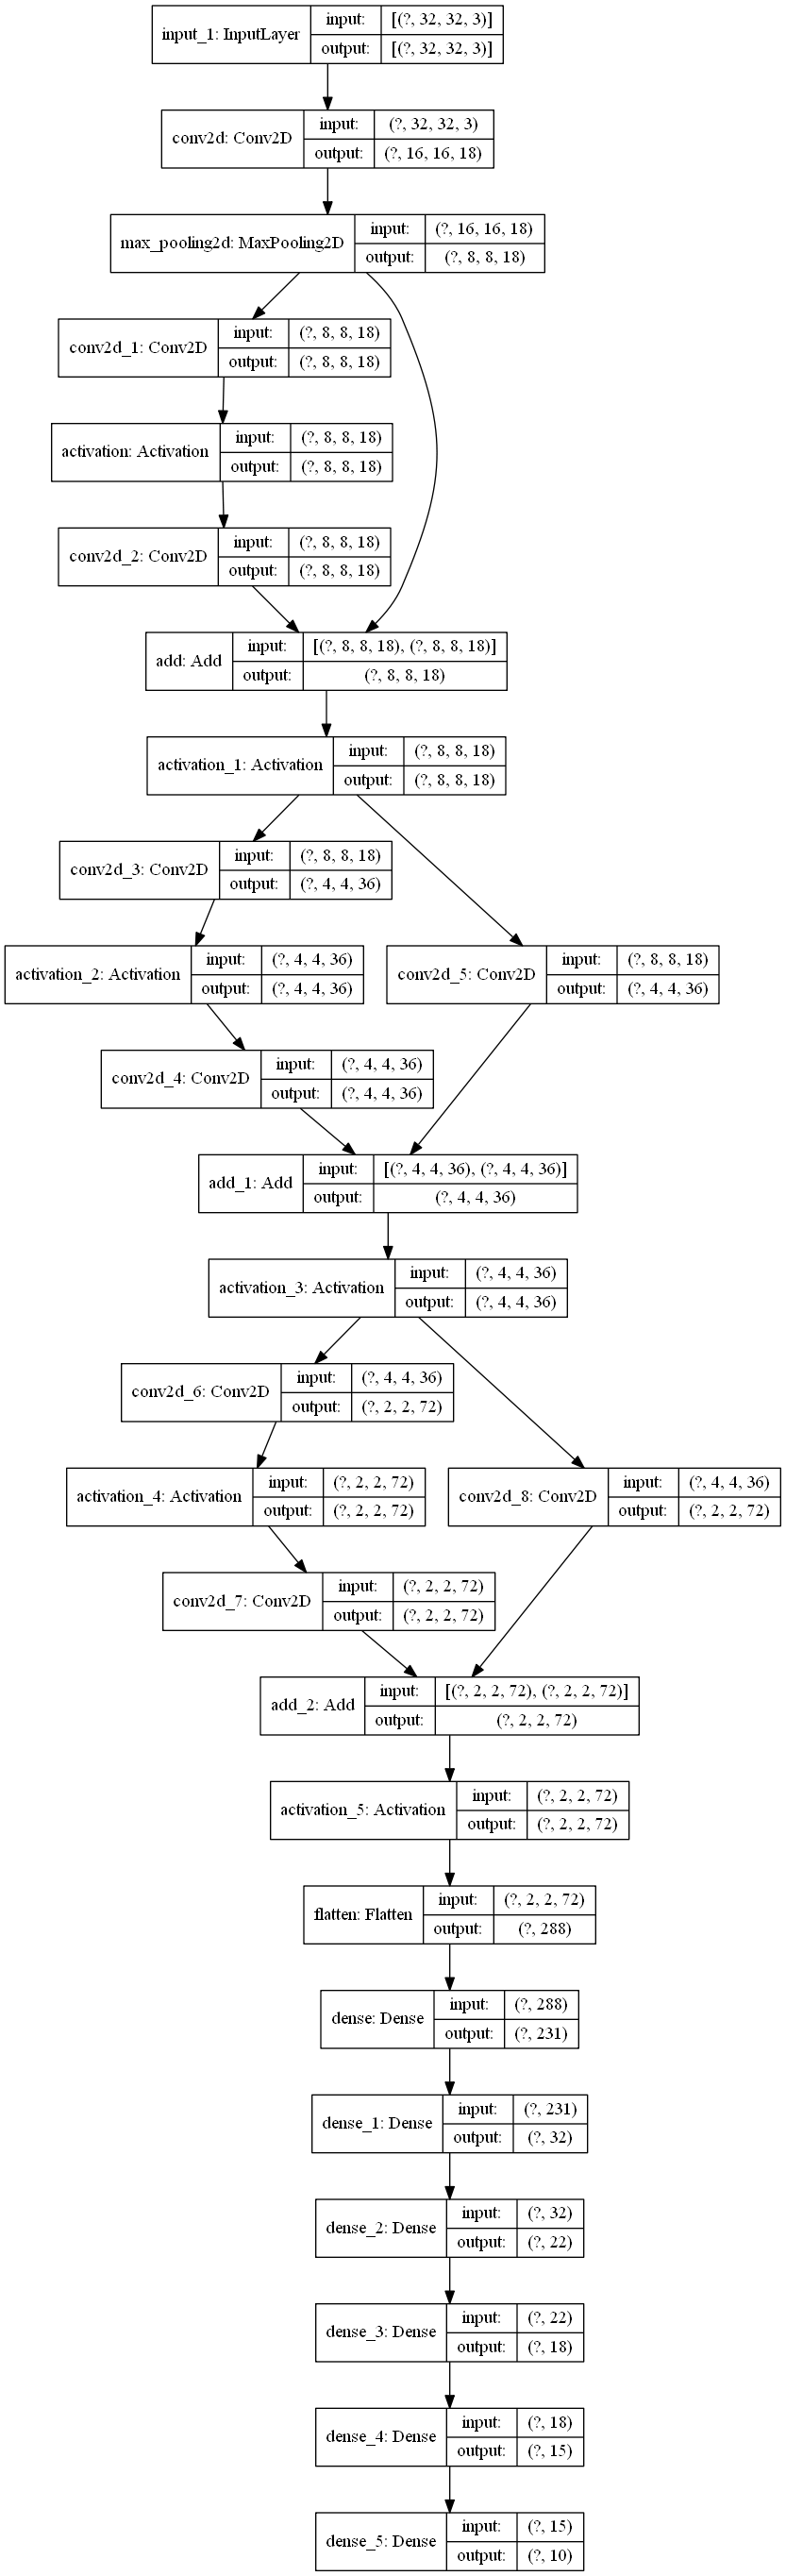 input_1: InputLayer
input: [(?, 32, 32, 3)]
output: [(?, 32, 32, 3)]
conv2d: Conv2D
input: (?, 32, 32, 3)
output: (?, 16, 16, 18)
max_pooling2d: MaxPooling2D
input: (?, 16, 16, 18)
output: (?, 8, 8, 18)
conv2d_1: Conv2D
input: (?, 8, 8, 18)
output: (?, 8, 8, 18)
activation: Activation
input: (?, 8, 8, 18)
output: (?, 8, 8, 18)
conv2d_2: Conv2D
input: (?, 8, 8, 18)
output: (?, 8, 8, 18)
add: Add
input: [(?, 8, 8, 18), (?, 8, 8, 18)]
output: (?, 8, 8, 18)
activation_1: Activation
input: (?, 8, 8, 18)
output: (?, 8, 8, 18)
conv2d_3: Conv2D
input: (?, 8, 8, 18)
output: (?, 4, 4, 36)
activation_2: Activation
input: (?, 4, 4, 36)
output: (?, 4, 4, 36)
conv2d_5: Conv2D
input: (?, 8, 8, 18)
output: (?, 4, 4, 36)
conv2d_4: Conv2D
input: (?, 4, 4, 36)
output: (?, 4, 4, 36)
add_1: Add
input: [(?, 4, 4, 36), (?, 4, 4, 36)]
output: (?, 4, 4, 36)
activation_3: Activation
input: (?, 4, 4, 36)
output: (?, 4, 4, 36)
conv2d_6: Conv2D
input: (?, 4, 4, 36)
output: (?, 2, 2, 72)
activation_4: Activation
input: (?, 2, 2, 72)
output: (?, 2, 2, 72)
conv2d_8: Conv2D
input: (?, 4, 4, 36)
output: (?, 2, 2, 72)
conv2d_7: Conv2D
input: (?, 2, 2, 72)
output: (?, 2, 2, 72)
add_2: Add
input: [(?, 2, 2, 72), (?, 2, 2, 72)]
output: (?, 2, 2, 72)
activation_5: Activation
input: (?, 2, 2, 72)
output: (?, 2, 2, 72)
flatten: Flatten
input: (?, 2, 2, 72)
output: (?, 288)
dense: Dense
input: (?, 288)
output: (?, 231)
dense_1: Dense
input: (?, 231)
output: (?, 32)
dense_2: Dense
input: (?, 32)
output: (?, 22)
dense_3: Dense
input: (?, 22)
output: (?, 18)
dense_4: Dense
input: (?, 18)
output: (?, 15)
dense_5: Dense
input: (?, 15)
output: (?, 10)